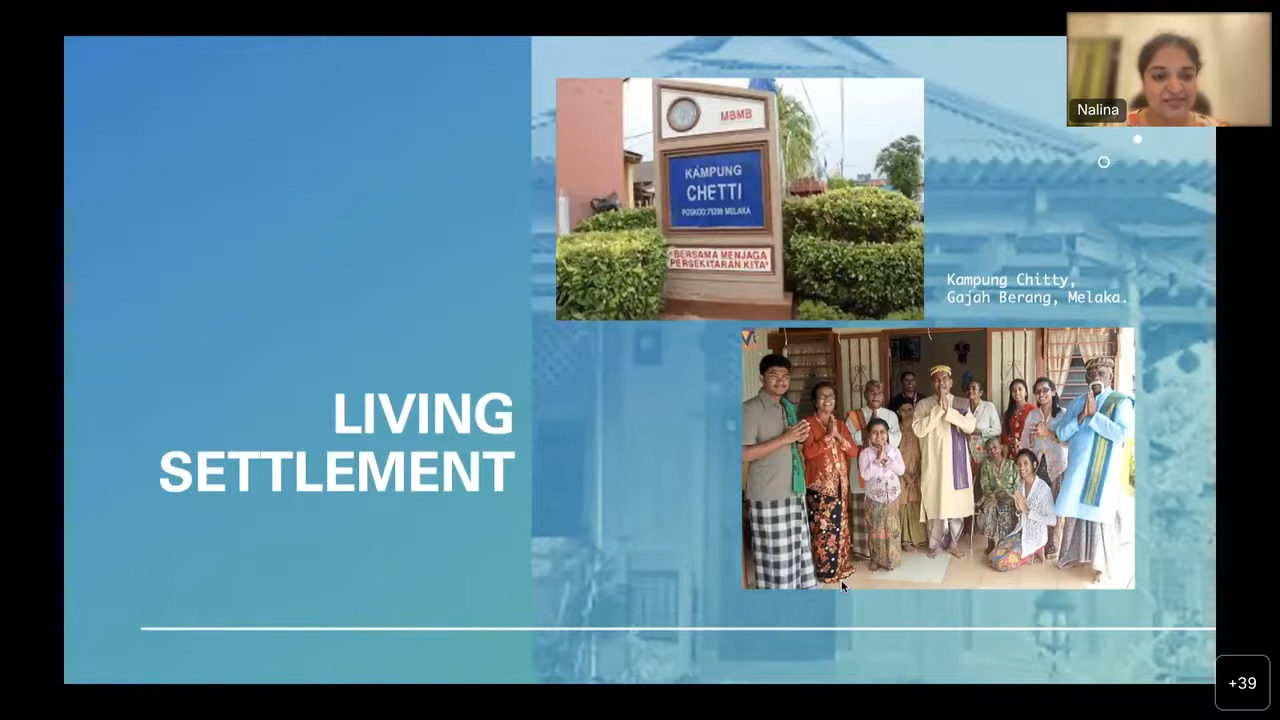 Nalina
MBMB
KAMPUNG
CHETTI
POSKOD:75200 MELAKA
"BERSAMA MENJAGA
PERSEKITARAN KITA"
Kampung Chitty,
Gajah Berang, Melaka.
LIVING
SETTLEMENT
+39